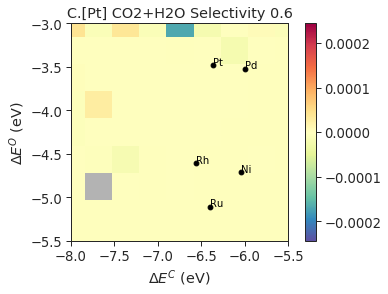 C.[Pt] CO2+H2O Selectivity 0.6
−3.0
−3.5
−4.0
−4.5
−5.0
−5.5
ΔE^O (eV)
Pt
Pd
Rh
Ni
Ru
−8.0 −7.5 −7.0 −6.5 −6.0 −5.5
ΔE^C (eV)
0.0002
0.0001
0.0000
−0.0001
−0.0002